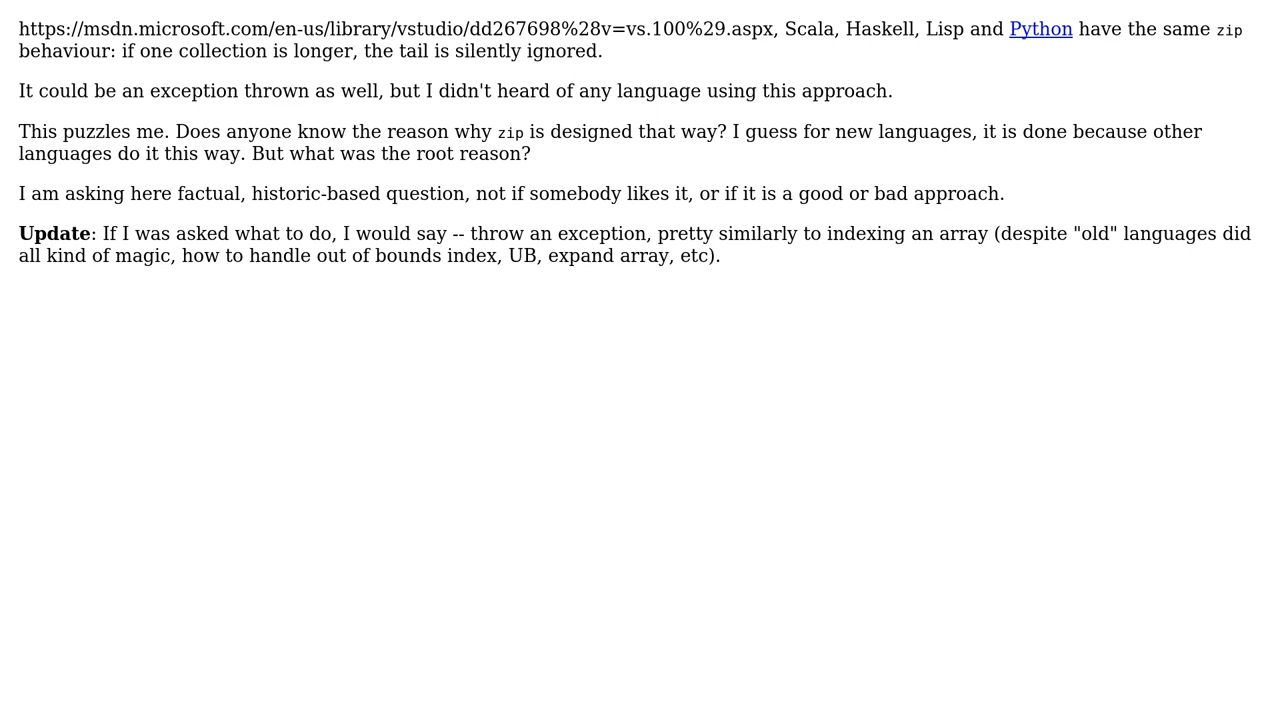 https://msdn.microsoft.com/en-us/library/vstudio/dd267698%28v=vs.100%29.aspx, Scala, Haskell, Lisp and Python have the same zip
behaviour: if one collection is longer, the tail is silently ignored.
It could be an exception thrown as well, but I didn't heard of any language using this approach.
This puzzles me. Does anyone know the reason why zip is designed that way? I guess for new languages, it is done because other
languages do it this way. But what was the root reason?
I am asking here factual, historic-based question, not if somebody likes it, or if it is a good or bad approach.
Update: If I was asked what to do, I would say -- throw an exception, pretty similarly to indexing an array (despite "old" languages did
all kind of magic, how to handle out of bounds index, UB, expand array, etc).